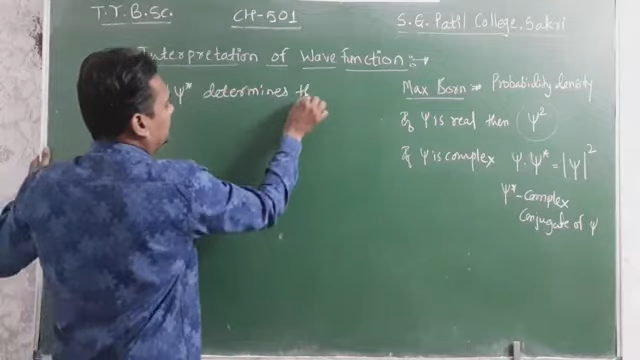 T.Y.B.Sc.
CH-501
S.G. Patil College, Sakri
Interpretation of Wave function :→
ψ* determines th
Max Born ⇒ Probability density
If ψ is real then ψ²
If ψ is complex ψ.ψ* = |ψ|²
ψ* - Complex
Conjugate of ψ